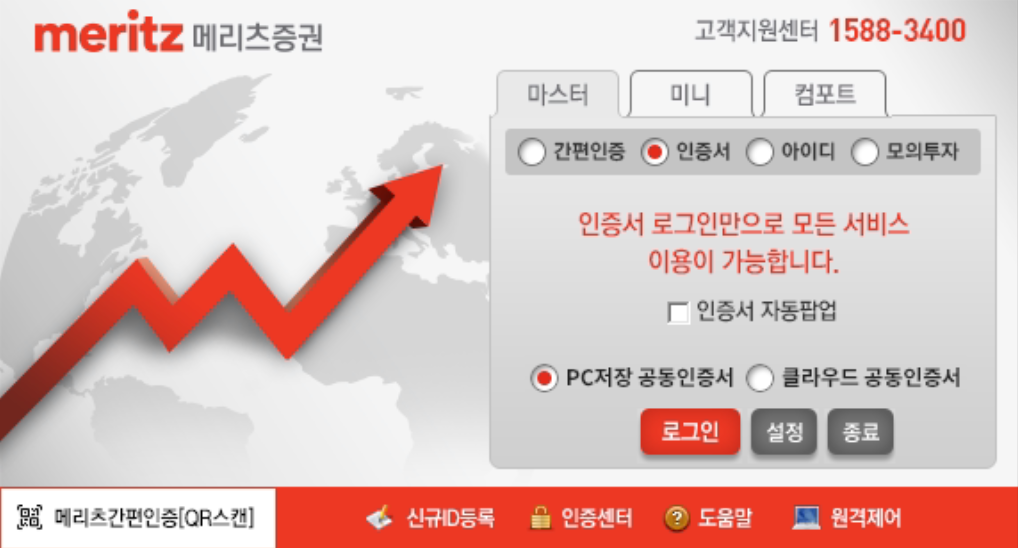 meritz 메리츠증권
고객지원센터 1588-3400
마스터 미니 컴포트
간편인증 인증서 아이디 모의투자
인증서 로그인만으로 모든 서비스
이용이 가능합니다.
인증서 자동팝업
PC저장 공동인증서 클라우드 공동인증서
로그인 설정 종료
메리츠간편인증[QR스캔] 신규ID등록 인증센터 도움말 원격제어